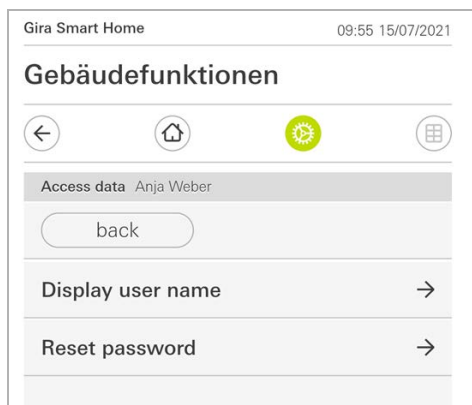 Gira Smart Home 09:55 15/07/2021
Gebäudefunktionen
Access data Anja Weber
back
Display user name
Reset password